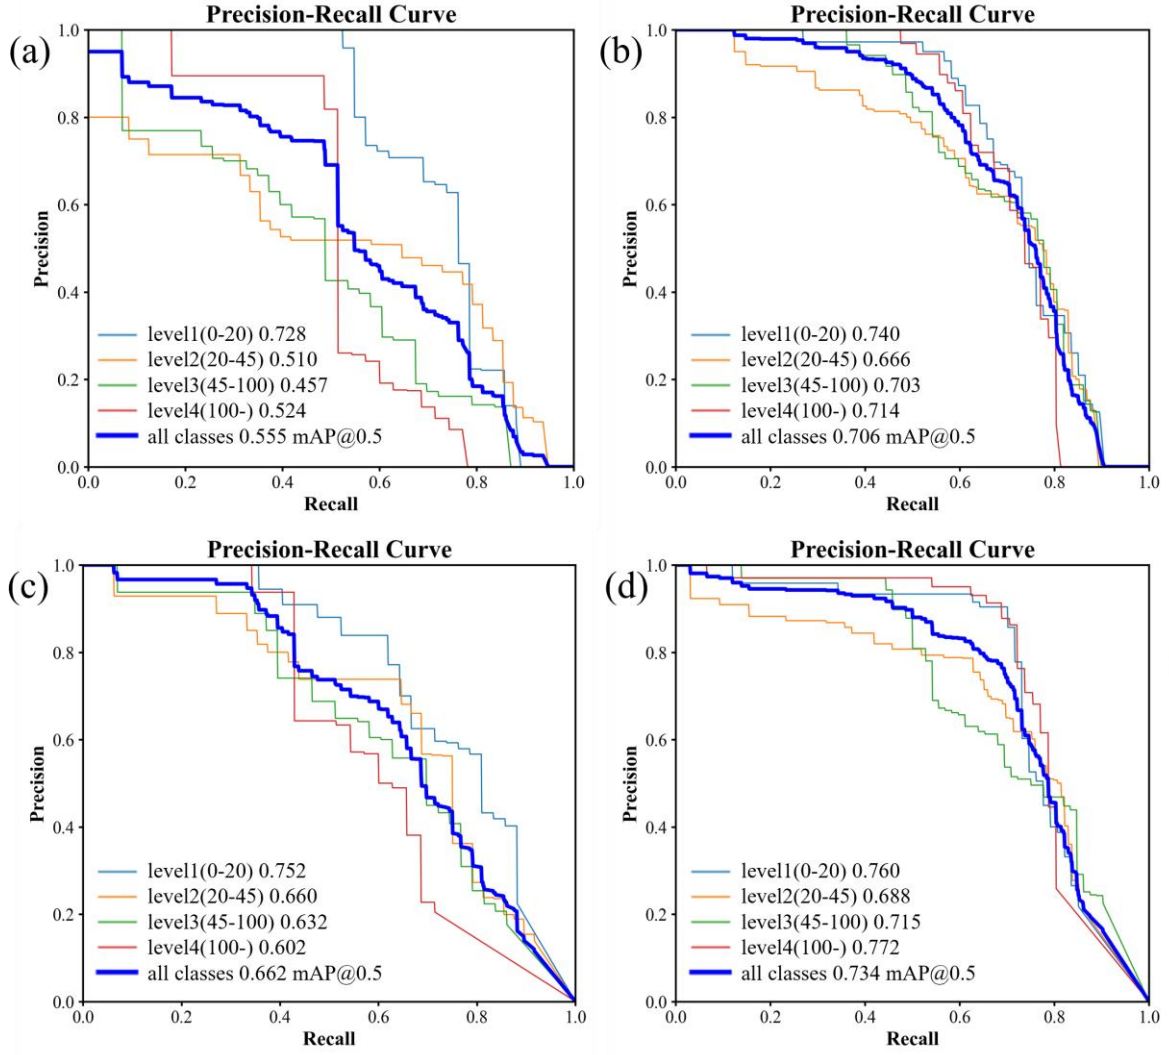 Precision-Recall Curve
(a)
1.0
0.8
0.6
0.4
0.2
0.0
Precision
level1(0-20) 0.728
level2(20-45) 0.510
level3(45-100) 0.457
level4(100-) 0.524
all classes 0.555 mAP@0.5
0.0 0.2 0.4 0.6 0.8 1.0
Recall
Precision-Recall Curve
(b)
1.0
0.8
0.6
0.4
0.2
0.0
Precision
level1(0-20) 0.740
level2(20-45) 0.666
level3(45-100) 0.703
level4(100-) 0.714
all classes 0.706 mAP@0.5
0.0 0.2 0.4 0.6 0.8 1.0
Recall
Precision-Recall Curve
(c)
1.0
0.8
0.6
0.4
0.2
0.0
Precision
level1(0-20) 0.752
level2(20-45) 0.660
level3(45-100) 0.632
level4(100-) 0.602
all classes 0.662 mAP@0.5
0.0 0.2 0.4 0.6 0.8 1.0
Recall
Precision-Recall Curve
(d)
1.0
0.8
0.6
0.4
0.2
0.0
Precision
level1(0-20) 0.760
level2(20-45) 0.688
level3(45-100) 0.715
level4(100-) 0.772
all classes 0.734 mAP@0.5
0.0 0.2 0.4 0.6 0.8 1.0
Recall